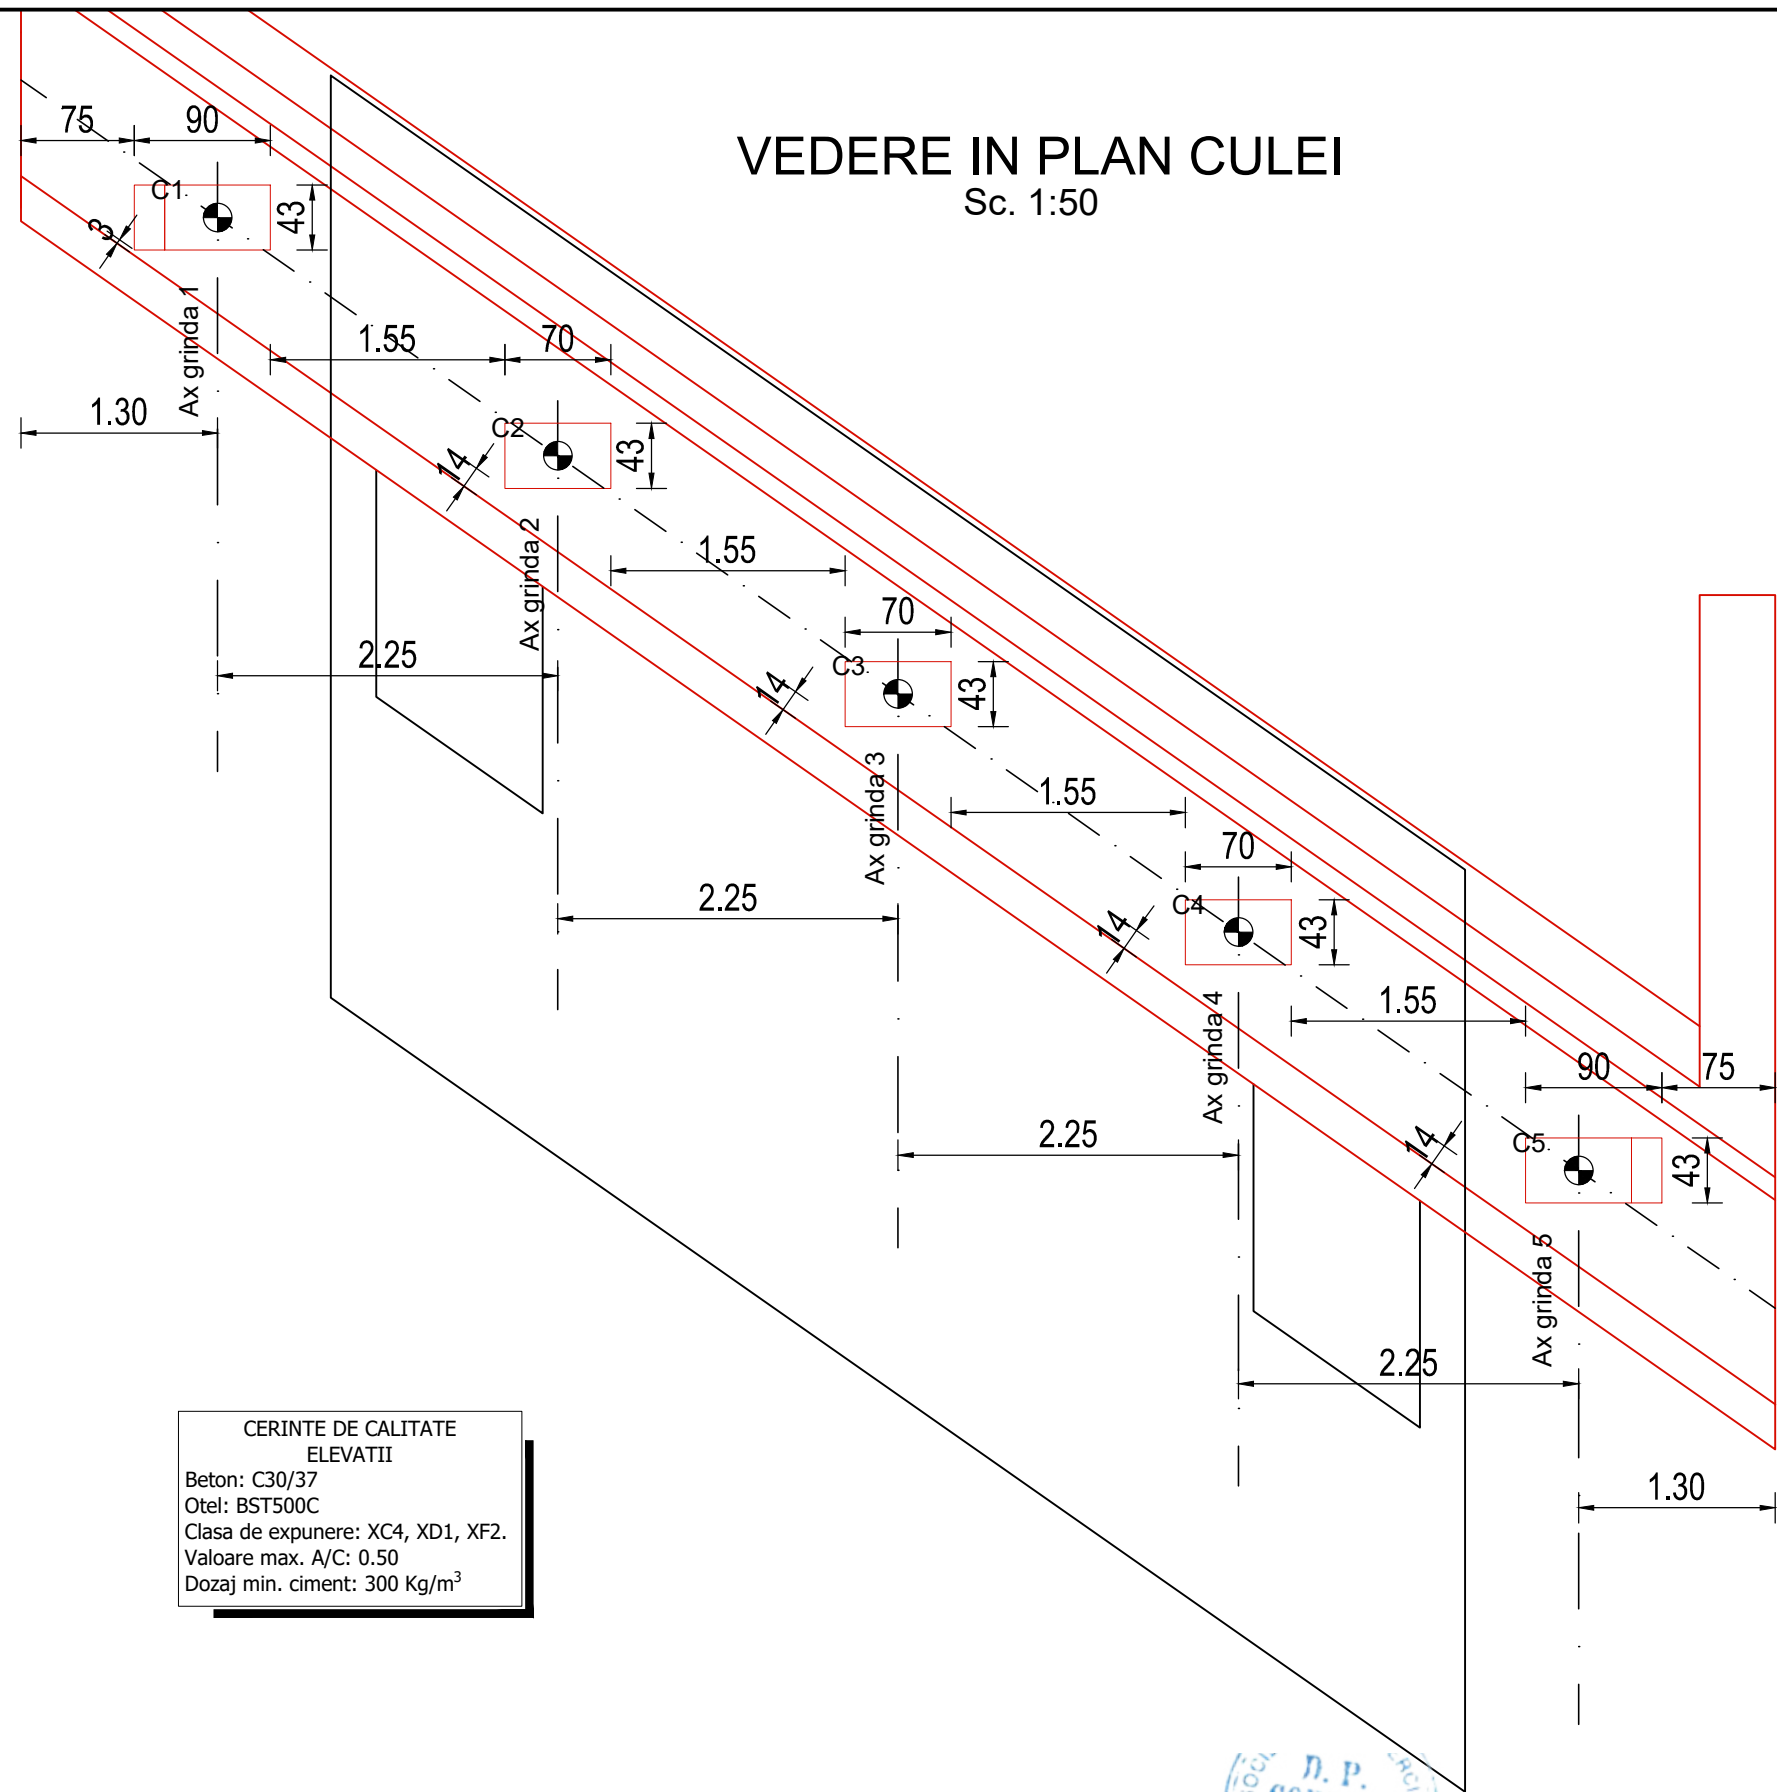 VEDERE IN PLAN CULEI
Sc. 1:50
75
90
C1
43
3
Ax grinda 1
1.55
70
1.30
C2
43
14
Ax grinda 2
1.55
70
2.25
C3
43
14
Ax grinda 3
1.55
70
2.25
C4
43
14
Ax grinda 4
1.55
90
75
2.25
C5
43
14
Ax grinda 5
2.25
1.30
CERINTE DE CALITATE
ELEVATII
Beton: C30/37
Otel: BST500C
Clasa de expunere: XC4, XD1, XF2.
Valoare max. A/C: 0.50
Dozaj min. ciment: 300 Kg/m³
D. P.